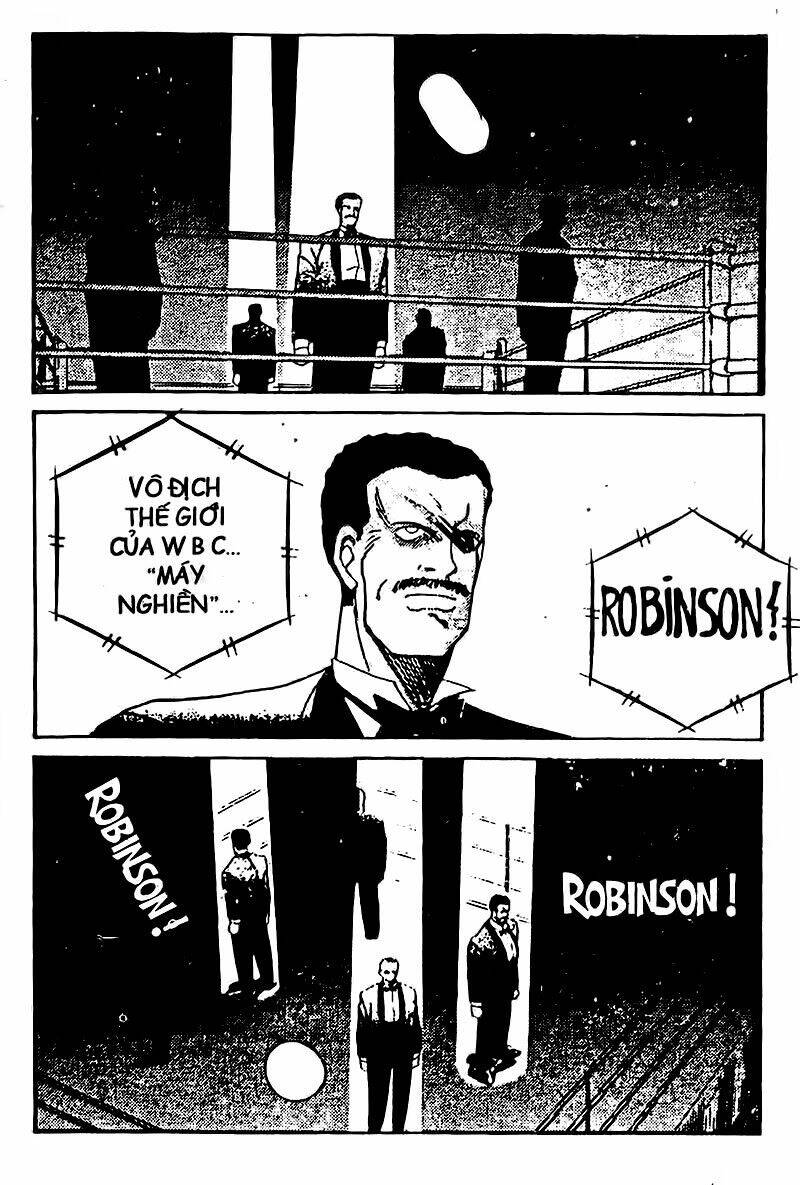 VÔ ĐỊCH
THẾ GIỚI
CỦA W B C...
"MÁY
NGHIỀN"...
ROBINSON!
ROBINSON!
ROBINSON!